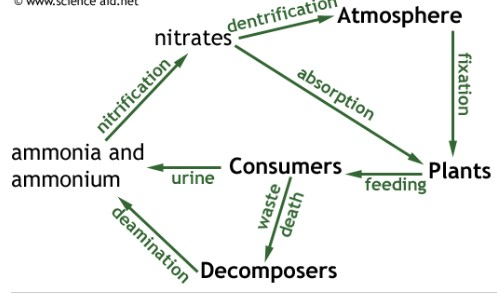 © www.science aid.net
dentrification
Atmosphere
nitrates
fixation
absorption
nitrification
ammonia and
ammonium
urine
Consumers
feeding
Plants
waste
death
deamination
Decomposers